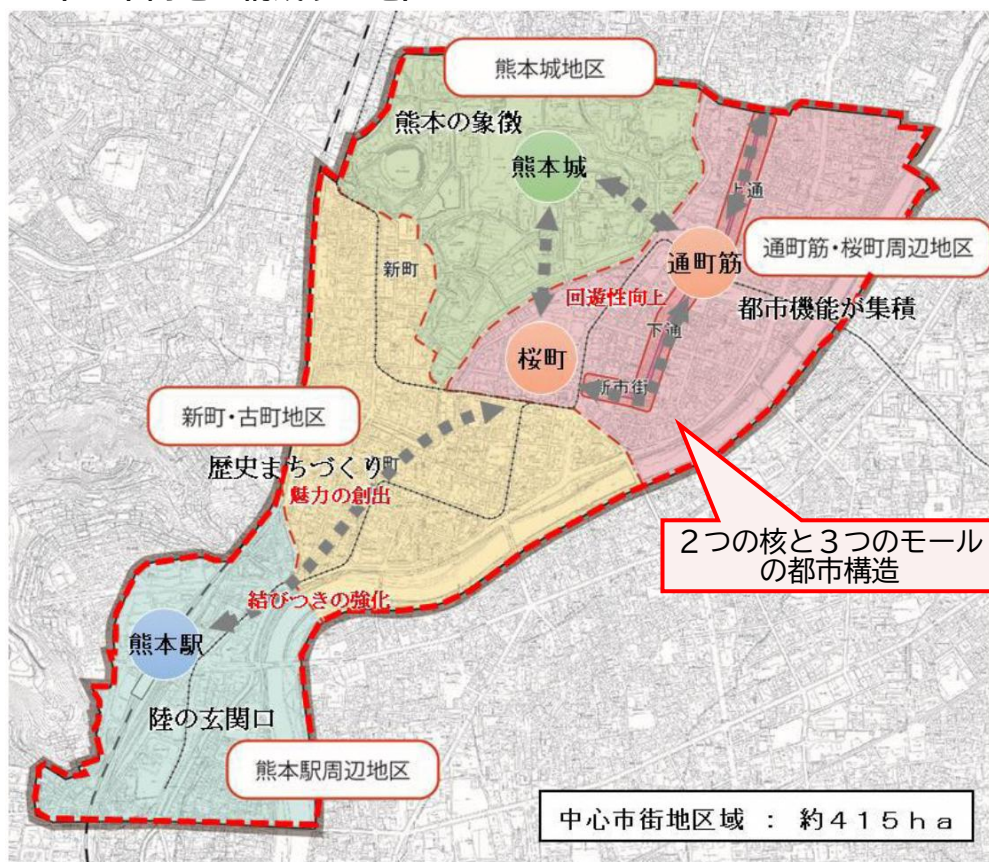 熊本城地区
熊本の象徴
熊本城
上通
通町筋・桜町周辺地区
通町筋
新町
回遊性向上
都市機能が集積
下通
桜町
新市街
新町・古町地区
歴史まちづくり
町
魅力の創出
2つの核と3つのモール
の都市構造
結びつきの強化
熊本駅
陸の玄関口
熊本駅周辺地区
中心市街地区域 : 約415ha